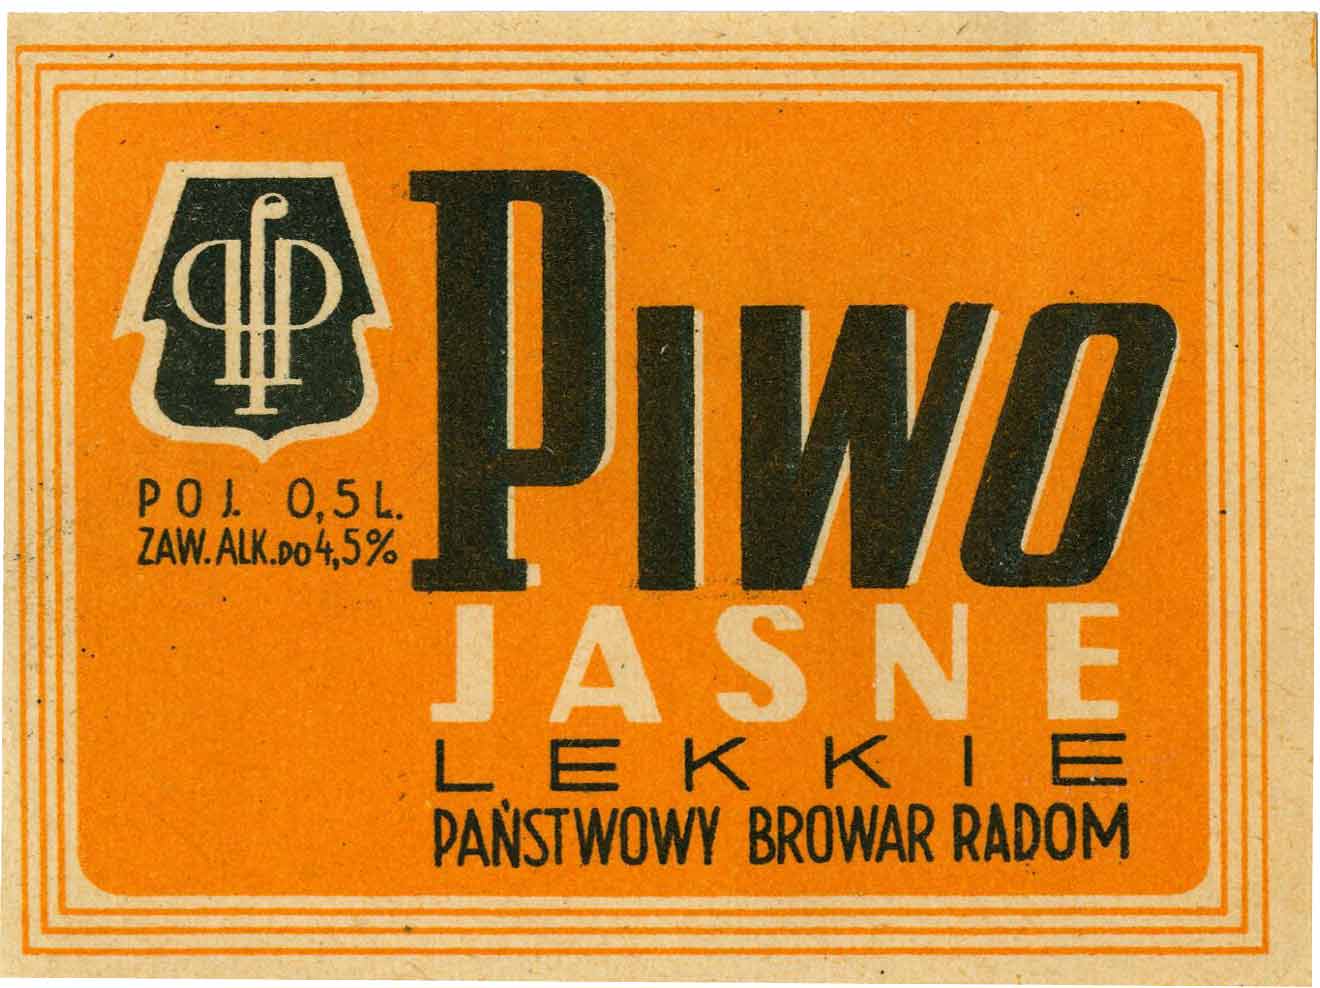 POJ. 0,5 L.
ZAW. ALK. DO 4,5%
PIWO
JASNE
LEKKIE
PAŃSTWOWY BROWAR RADOM